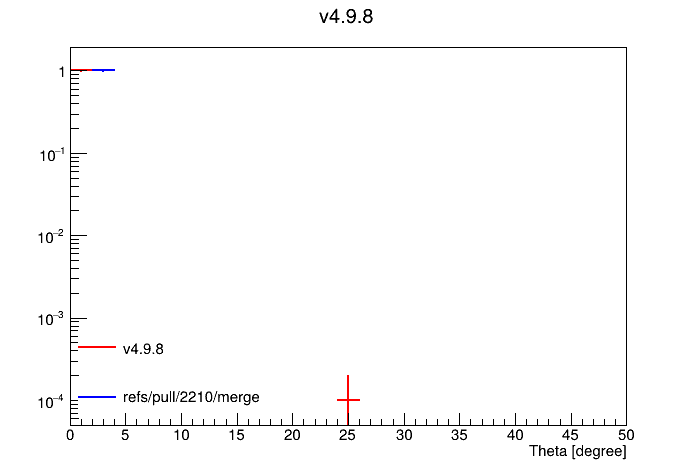 v4.9.8
1
10⁻¹
10⁻²
10⁻³
v4.9.8
refs/pull/2210/merge
10⁻⁴
0 5 10 15 20 25 30 35 40 45 50
Theta [degree]